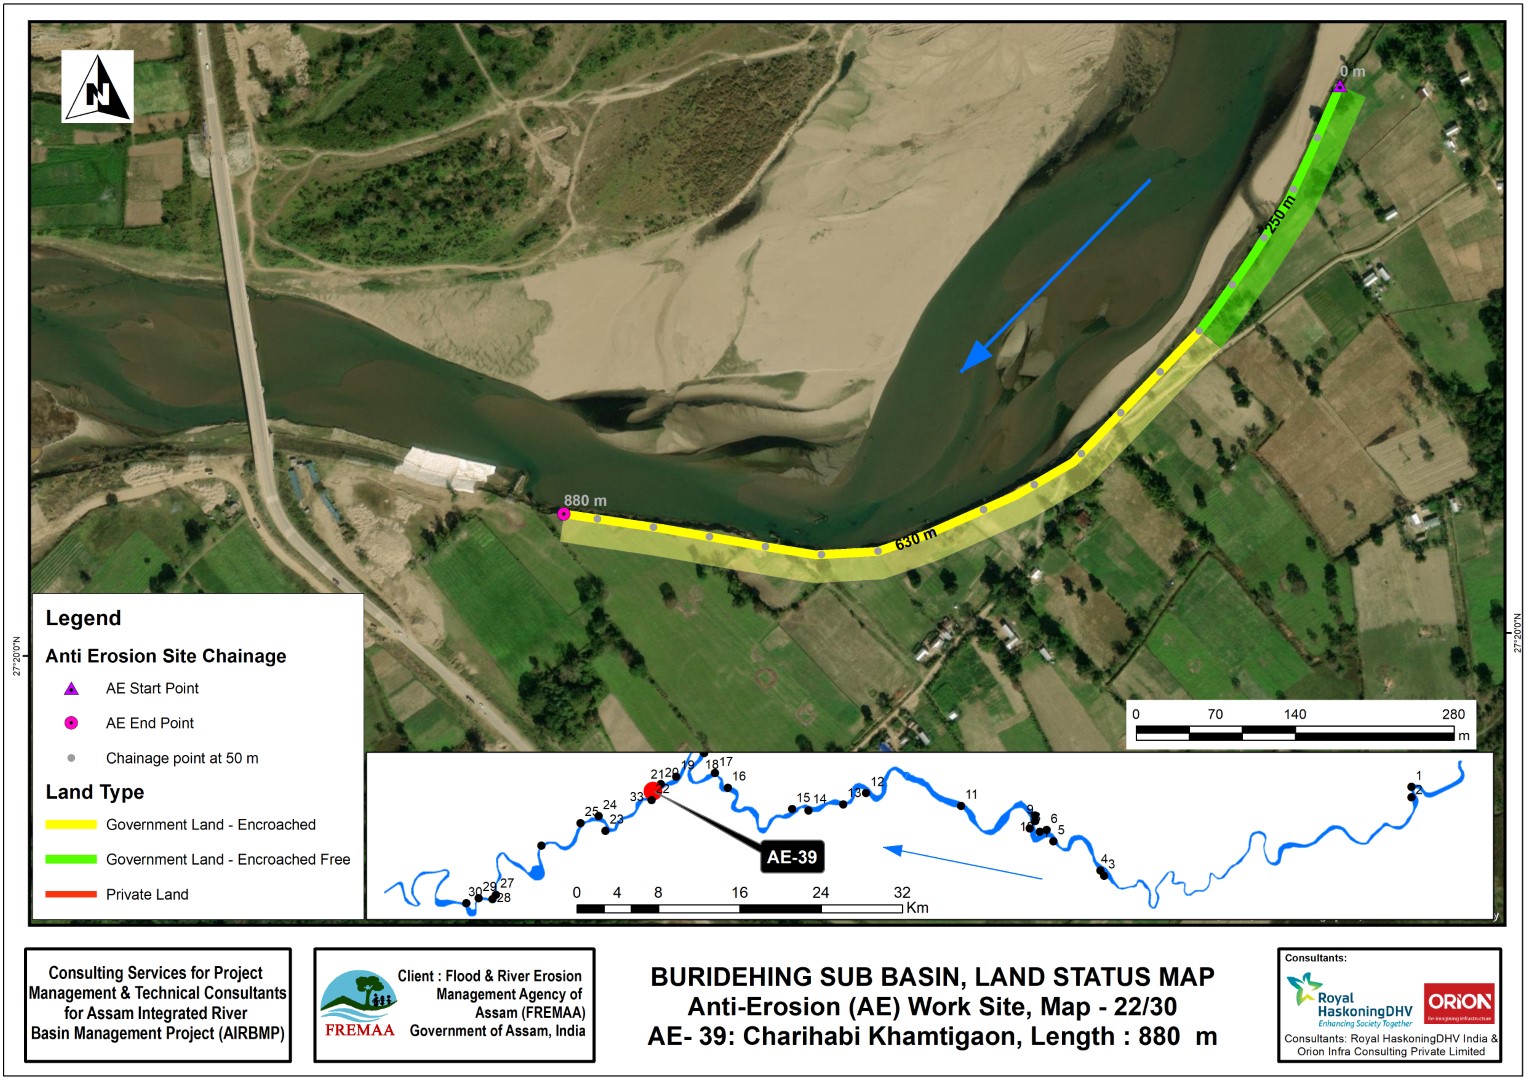 N
0 m
250 m
630 m
880 m
27°20'0"N
27°20'0"N
Legend
Anti Erosion Site Chainage
AE Start Point
AE End Point
Chainage point at 50 m
Land Type
Government Land - Encroached
Government Land - Encroached Free
Private Land
0 70 140 280
m
1
2
3
4
5
6
9
11
12
13
14
15
16
17
18
19
20
21
22
33
23
24
25
27
28
29
30
AE-39
0 4 8 16 24 32
Km
Consulting Services for Project
Management & Technical Consultants
for Assam Integrated River
Basin Management Project (AIRBMP)
FREMAA
Client : Flood & River Erosion
Management Agency of
Assam (FREMAA)
Government of Assam, India
BURIDEHING SUB BASIN, LAND STATUS MAP
Anti-Erosion (AE) Work Site, Map - 22/30
AE- 39: Charihabi Khamtigaon, Length : 880 m
Consultants:
Royal
HaskoningDHV
Enhancing Society Together
ORION
Re-imagining infrastructure
Consultants: Royal HaskoningDHV India &
Orion Infra Consulting Private Limited